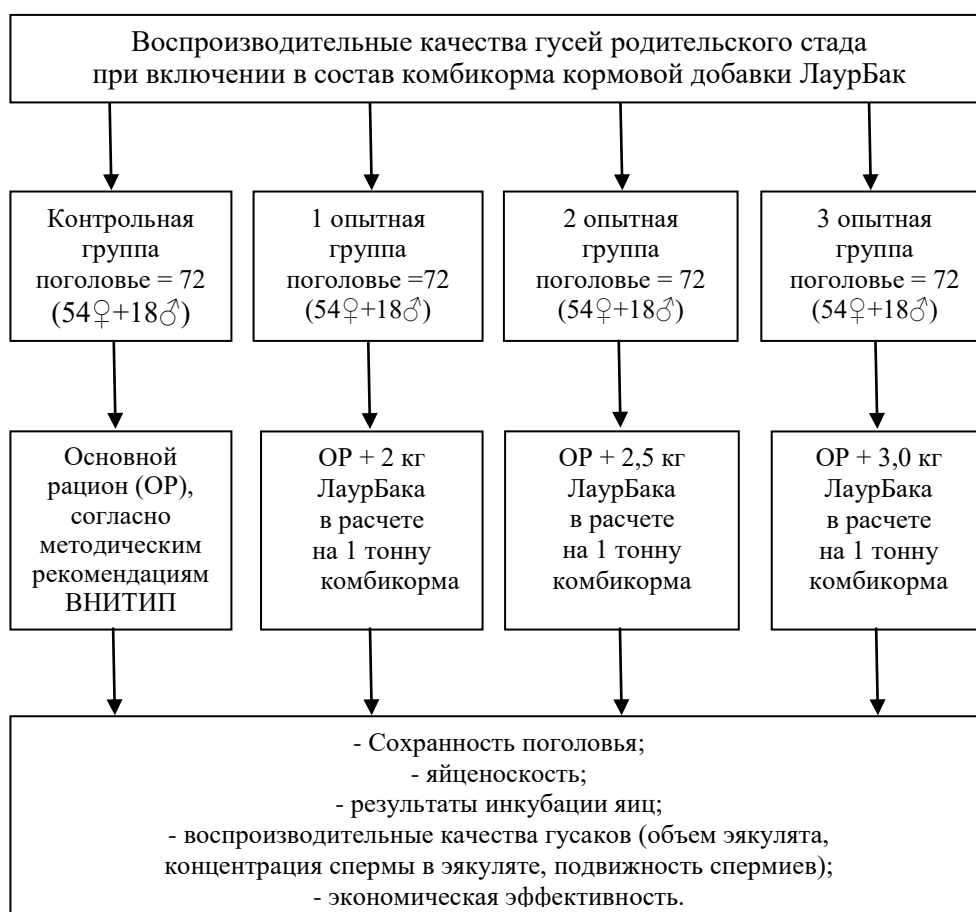 Воспроизводительные качества гусей родительского стада
при включении в состав комбикорма кормовой добавки ЛаурБак
Контрольная
группа
поголовье = 72
(54♀+18♂)
1 опытная
группа
поголовье =72
(54♀+18♂)
2 опытная
группа
поголовье = 72
(54♀+18♂)
3 опытная
группа
поголовье = 72
(54♀+18♂)
Основной
рацион (ОР),
согласно
методическим
рекомендациям
ВНИТИП
ОР + 2 кг
ЛаурБака
в расчете
на 1 тонну
комбикорма
ОР + 2,5 кг
ЛаурБака
в расчете
на 1 тонну
комбикорма
ОР + 3,0 кг
ЛаурБака
в расчете
на 1 тонну
комбикорма
- Сохранность поголовья;
- яйценоскость;
- результаты инкубации яиц;
- воспроизводительные качества гусаков (объем эякулята,
концентрация спермы в эякуляте, подвижность спермиев);
- экономическая эффективность.